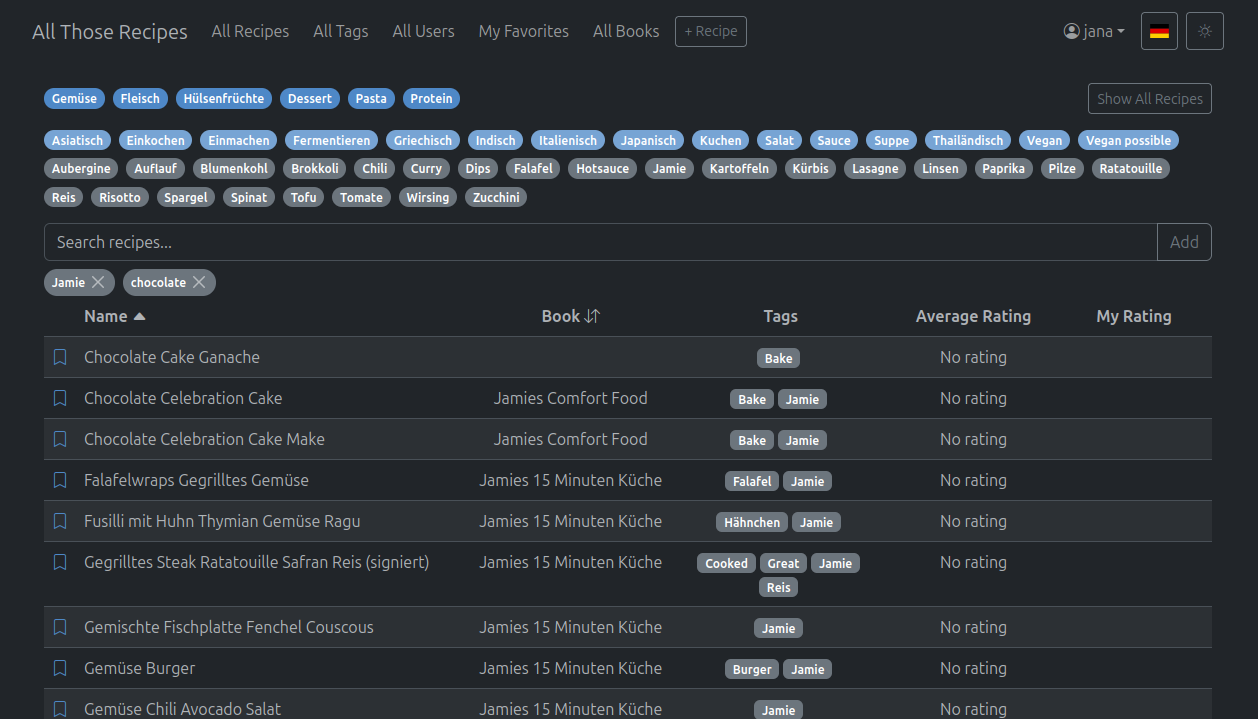 All Those Recipes All Recipes All Tags All Users My Favorites All Books + Recipe jana
Gemüse Fleisch Hülsenfrüchte Dessert Pasta Protein Show All Recipes
Asiatisch Einkochen Einmachen Fermentieren Griechisch Indisch Italienisch Japanisch Kuchen Salat Sauce Suppe Thailändisch Vegan Vegan possible
Aubergine Auflauf Blumenkohl Brokkoli Chili Curry Dips Falafel Hotsauce Jamie Kartoffeln Kürbis Lasagne Linsen Paprika Pilze Ratatouille
Reis Risotto Spargel Spinat Tofu Tomate Wirsing Zucchini
Search recipes... Add
Jamie chocolate
Name Book Tags Average Rating My Rating
Chocolate Cake Ganache Bake No rating
Chocolate Celebration Cake Jamies Comfort Food Bake Jamie No rating
Chocolate Celebration Cake Make Jamies Comfort Food Bake Jamie No rating
Falafelwraps Gegrilltes Gemüse Jamies 15 Minuten Küche Falafel Jamie No rating
Fusilli mit Huhn Thymian Gemüse Ragu Jamies 15 Minuten Küche Hähnchen Jamie No rating
Gegrilltes Steak Ratatouille Safran Reis (signiert) Jamies 15 Minuten Küche Cooked Great Jamie No rating
Reis
Gemischte Fischplatte Fenchel Couscous Jamies 15 Minuten Küche Jamie No rating
Gemüse Burger Jamies 15 Minuten Küche Burger Jamie No rating
Gemüse Chili Avocado Salat Jamies 15 Minuten Küche Jamie No rating